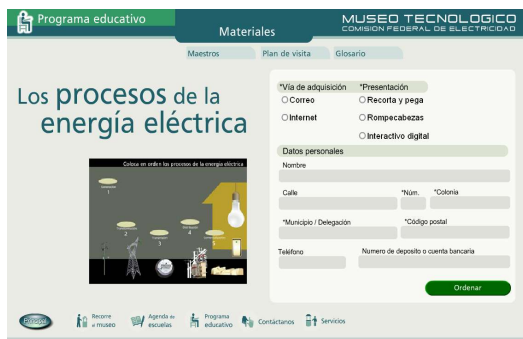 Programa educativo
Materiales
MUSEO TECNOLOGICO
COMISION FEDERAL DE ELECTRICIDAD
Maestros Plan de visita Glosario
Los procesos de la
energía eléctrica
*Vía de adquisición *Presentación
Correo Recorta y pega
Internet Rompecabezas
Interactivo digital
Datos personales
Nombre
Calle *Núm. *Colonia
*Municipio / Delegación *Código postal
Teléfono Numero de deposito o cuenta bancaria
Ordenar
Coloca en orden los procesos de la energía eléctrica
1
2
3
4
5
Principal
Recorre el museo
Agenda de escuelas
Programa educativo
Contáctanos
Servicios